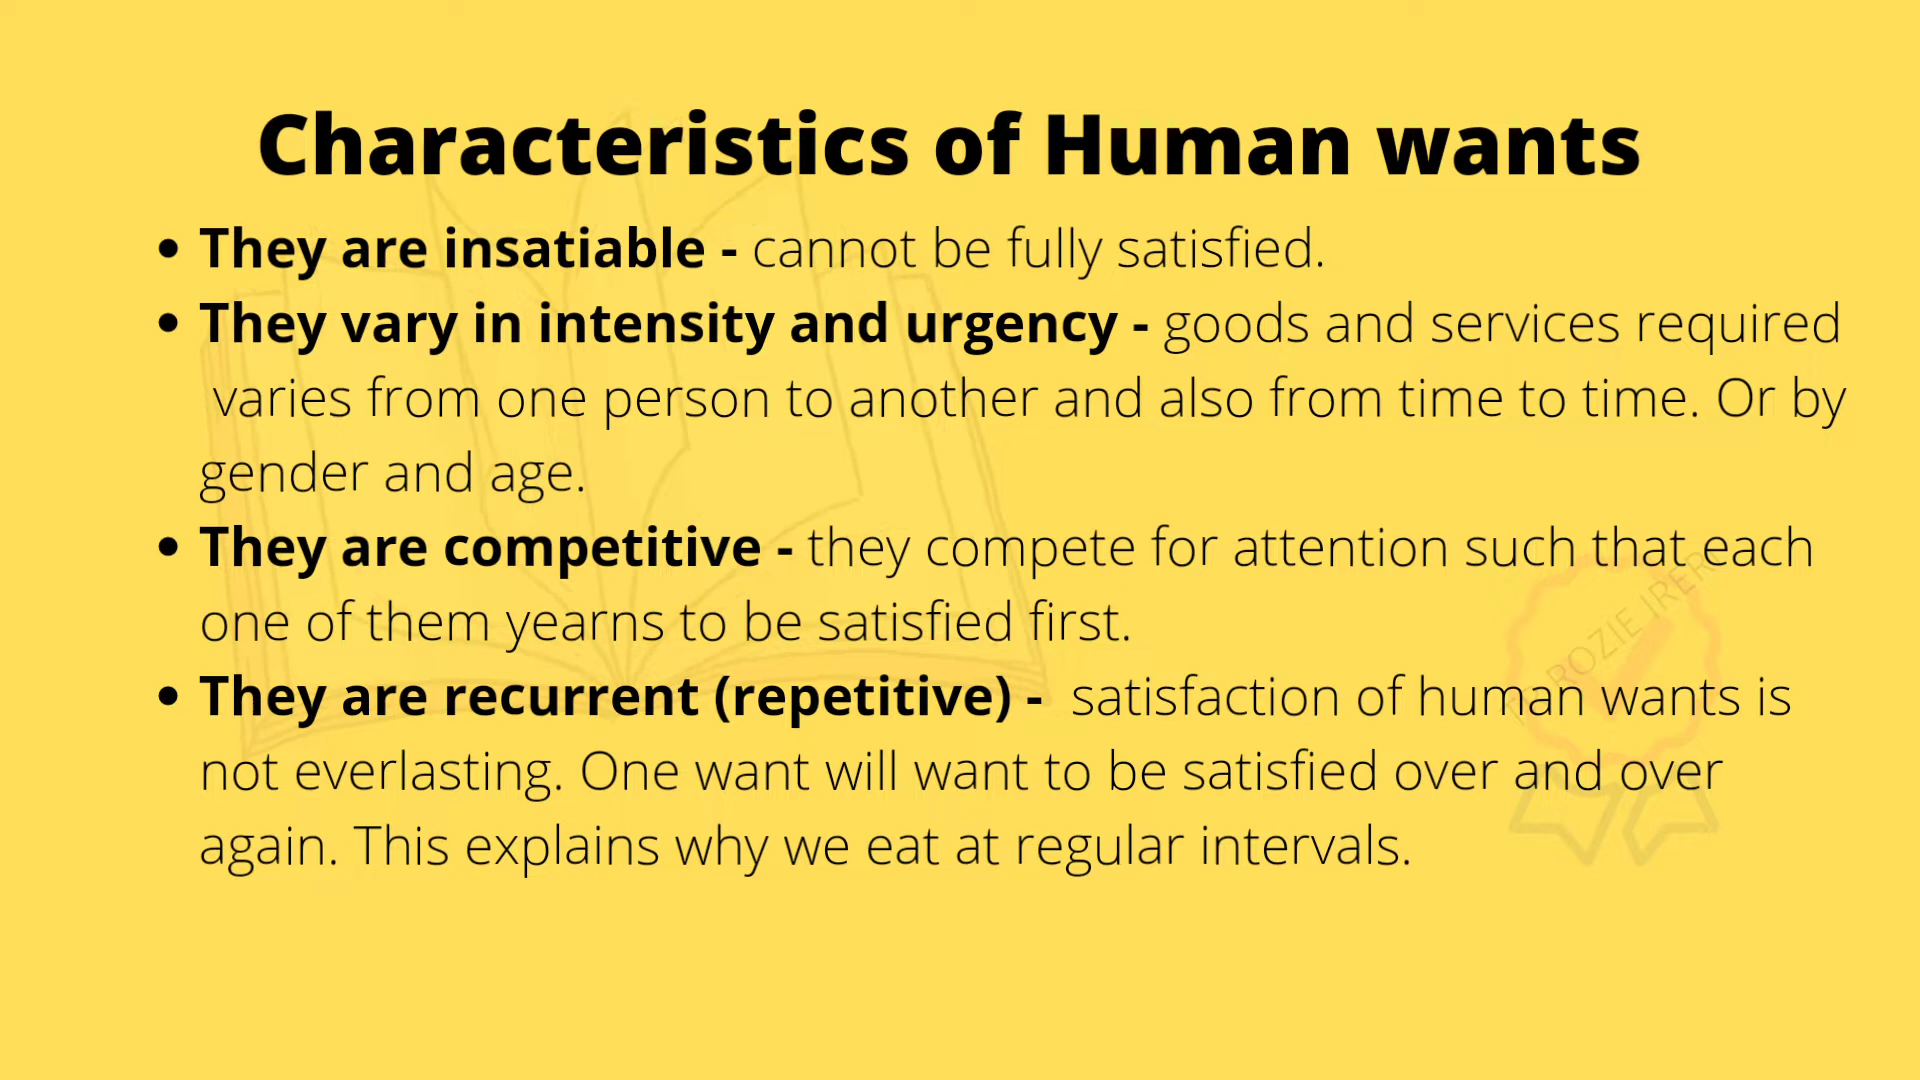 Characteristics of Human wants
• They are insatiable - cannot be fully satisfied.
• They vary in intensity and urgency - goods and services required
varies from one person to another and also from time to time. Or by
gender and age.
• They are competitive - they compete for attention such that each
one of them yearns to be satisfied first.
• They are recurrent (repetitive) - satisfaction of human wants is
not everlasting. One want will want to be satisfied over and over
again. This explains why we eat at regular intervals.
ROZIE